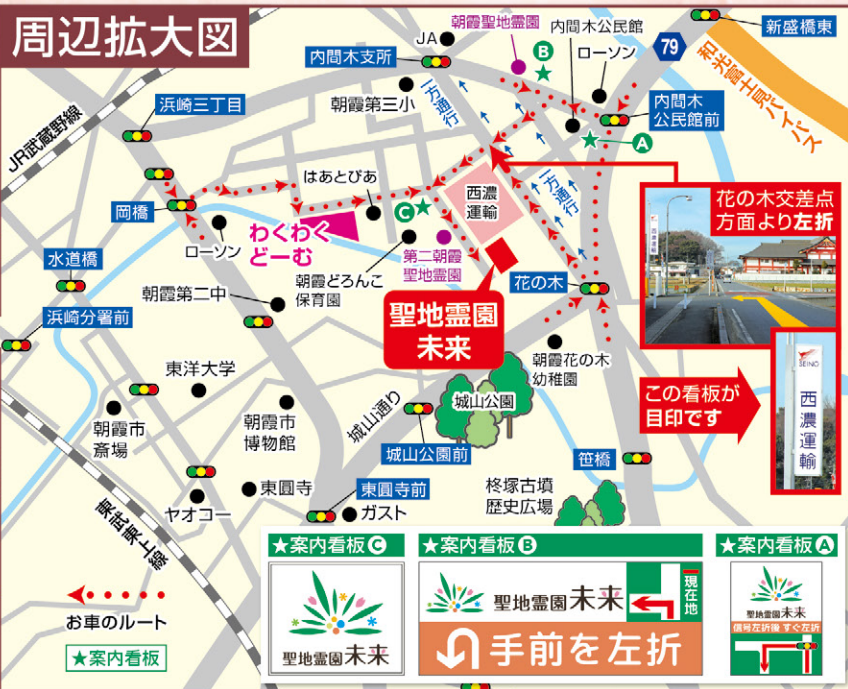 周辺拡大図
JA
朝霞聖地霊園
内間木公民館
新盛橋東
内間木支所
B
ローソン
79
和光富士見バイパス
一方通行
朝霞第三小
浜崎三丁目
内間木
公民館前
JR武蔵野線
A
はあとぴあ
西濃
運輸
一方通行
花の木交差点
方面より左折
岡橋
C
ローソン
わくわく
どーむ
第二朝霞
聖地霊園
水道橋
朝霞どろんこ
保育園
花の木
朝霞第二中
浜崎分署前
聖地霊園
未来
朝霞花の木
幼稚園
SEINO
西濃運輸
東洋大学
この看板が
目印です
城山公園
朝霞市
斎場
朝霞市
博物館
城山通り
城山公園前
笹橋
東圓寺
東圓寺前
柊塚古墳
歴史広場
ヤオコー
ガスト
東武東上線
★案内看板C
★案内看板B
★案内看板A
お車のルート
★案内看板
聖地霊園未来
聖地霊園未来
現在地
手前を左折
聖地霊園未来
信号左折後 すぐ左折